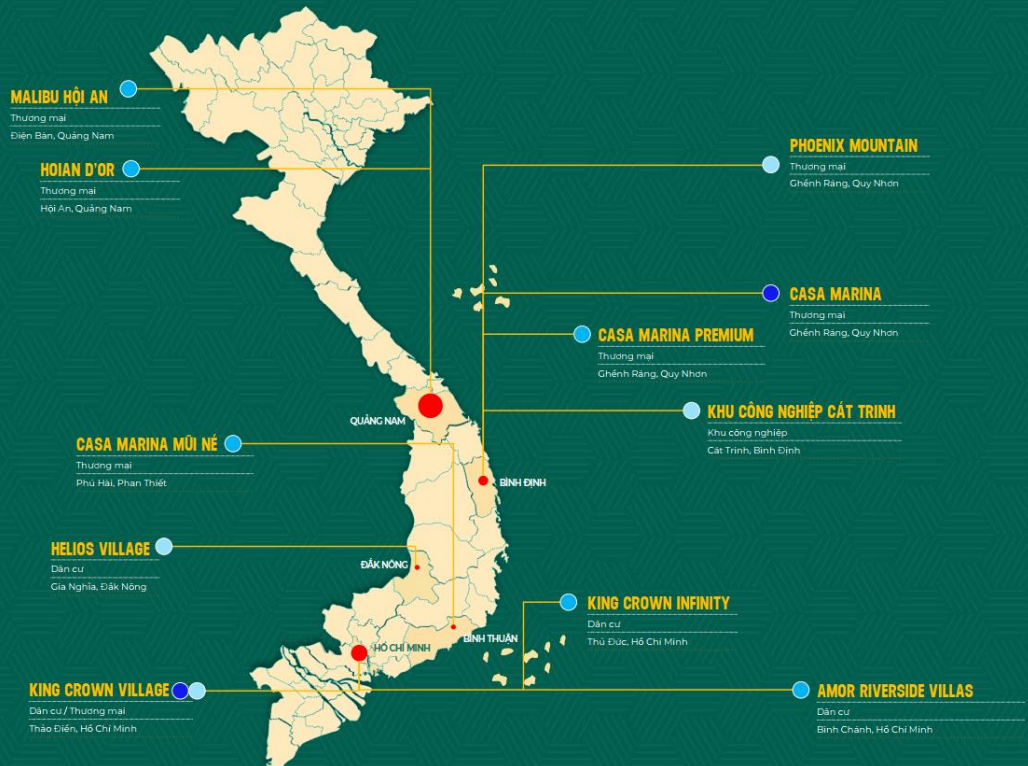 MALIBU HỘI AN
Thương mại
Điện Bàn, Quảng Nam
HOIAN D'OR
Thương mại
Hội An, Quảng Nam
PHOENIX MOUNTAIN
Thương mại
Ghềnh Ráng, Quy Nhơn
CASA MARINA
Thương mại
Ghềnh Ráng, Quy Nhơn
CASA MARINA PREMIUM
Thương mại
Ghềnh Ráng, Quy Nhơn
QUẢNG NAM
KHU CÔNG NGHIỆP CÁT TRINH
Khu công nghiệp
Cát Trinh, Bình Định
CASA MARINA MŨI NÉ
Thương mại
Phú Hài, Phan Thiết
BÌNH ĐỊNH
HELIOS VILLAGE
Dân cư
Gia Nghĩa, Đắk Nông
ĐẮK NÔNG
KING CROWN INFINITY
Dân cư
Thủ Đức, Hồ Chí Minh
BÌNH THUẬN
HỒ CHÍ MINH
KING CROWN VILLAGE
Dân cư / Thương mại
Thảo Điền, Hồ Chí Minh
AMOR RIVERSIDE VILLAS
Dân cư
Bình Chánh, Hồ Chí Minh